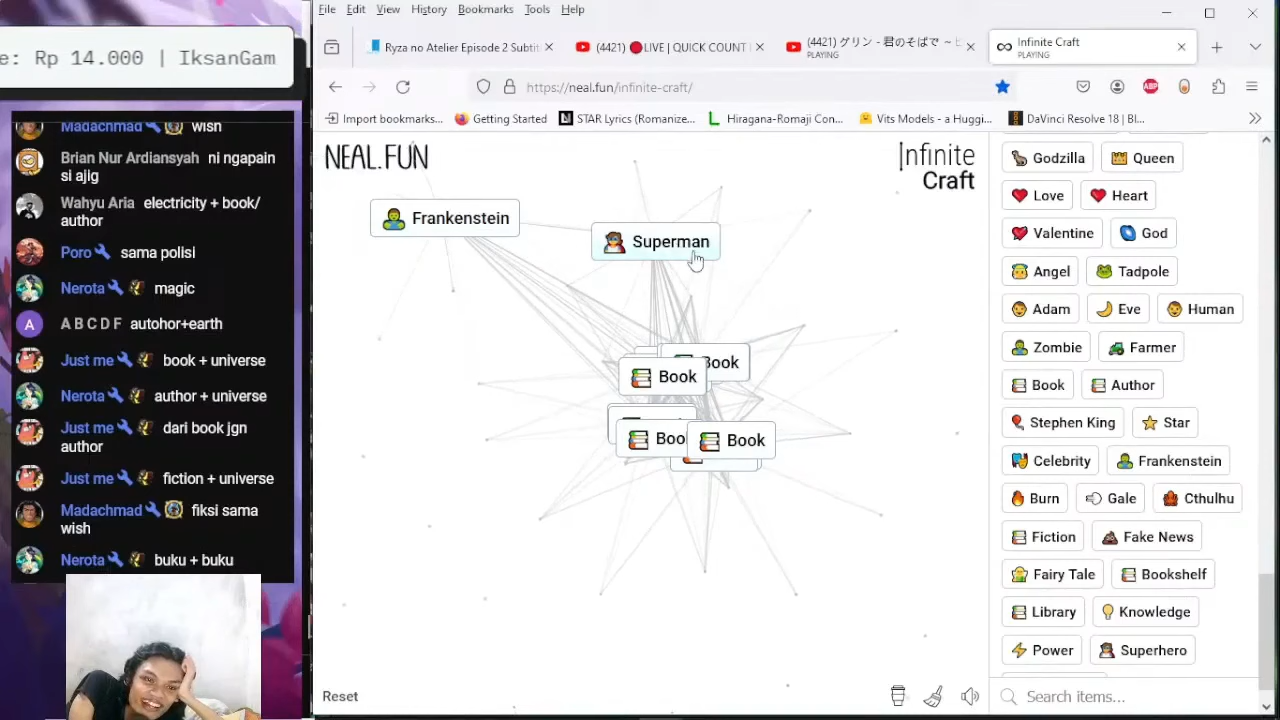 e: Rp 14.000 | IksanGam
Madachmad wish
Brian Nur Ardiansyah ni ngapain
si ajig
Wahyu Aria electricity + book/
author
Poro sama polisi
Nerota magic
A
A B C D F autohor+earth
Just me book + universe
Nerota author + universe
Just me dari book jgn
author
Just me fiction + universe
Madachmad fiksi sama
wish
Nerota buku + buku
File Edit View History Bookmarks Tools Help
Ryza no Atelier Episode 2 Subtit
(4421) LIVE | QUICK COUNT
(4421) グリン - 君のそばで ~
PLAYING
Infinite Craft
PLAYING
https://neal.fun/infinite-craft/
ABP
Import bookmarks...
Getting Started
STAR Lyrics (Romanize...
Hiragana-Romaji Con...
Vits Models - a Huggi...
DaVinci Resolve 18 | Bl...
NEAL.FUN
Infinite
Craft
Frankenstein
Superman
Book
Book
Boo
Book
Reset
Godzilla
Queen
Love
Heart
Valentine
God
Angel
Tadpole
Adam
Eve
Human
Zombie
Farmer
Book
Author
Stephen King
Star
Celebrity
Frankenstein
Burn
Gale
Cthulhu
Fiction
Fake News
Fairy Tale
Bookshelf
Library
Knowledge
Power
Superhero
Search items...